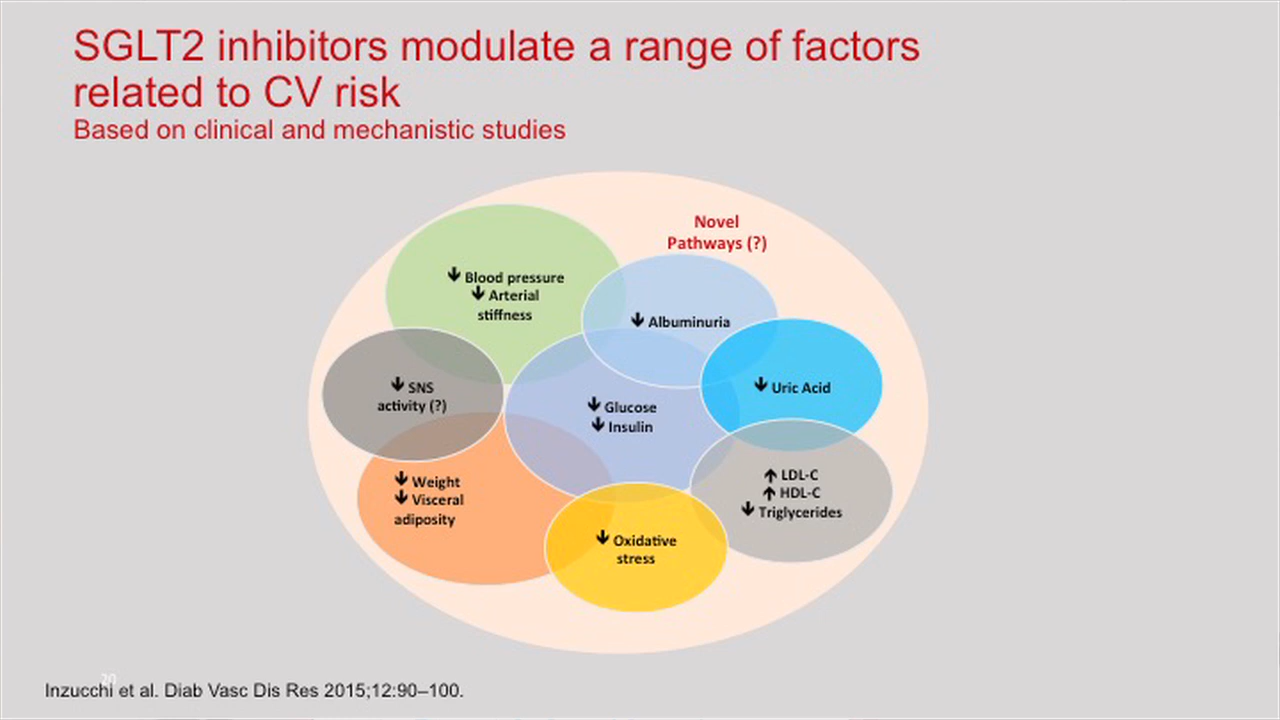 SGLT2 inhibitors modulate a range of factors
related to CV risk
Based on clinical and mechanistic studies
Novel
Pathways (?)
↓ Blood pressure
↓ Arterial
stiffness
↓ Albuminuria
↓ SNS
activity (?)
↓ Glucose
↓ Insulin
↓ Uric Acid
↓ Weight
↓ Visceral
adiposity
↑ LDL-C
↑ HDL-C
↓ Triglycerides
↓ Oxidative
stress
20
Inzucchi et al. Diab Vasc Dis Res 2015;12:90–100.